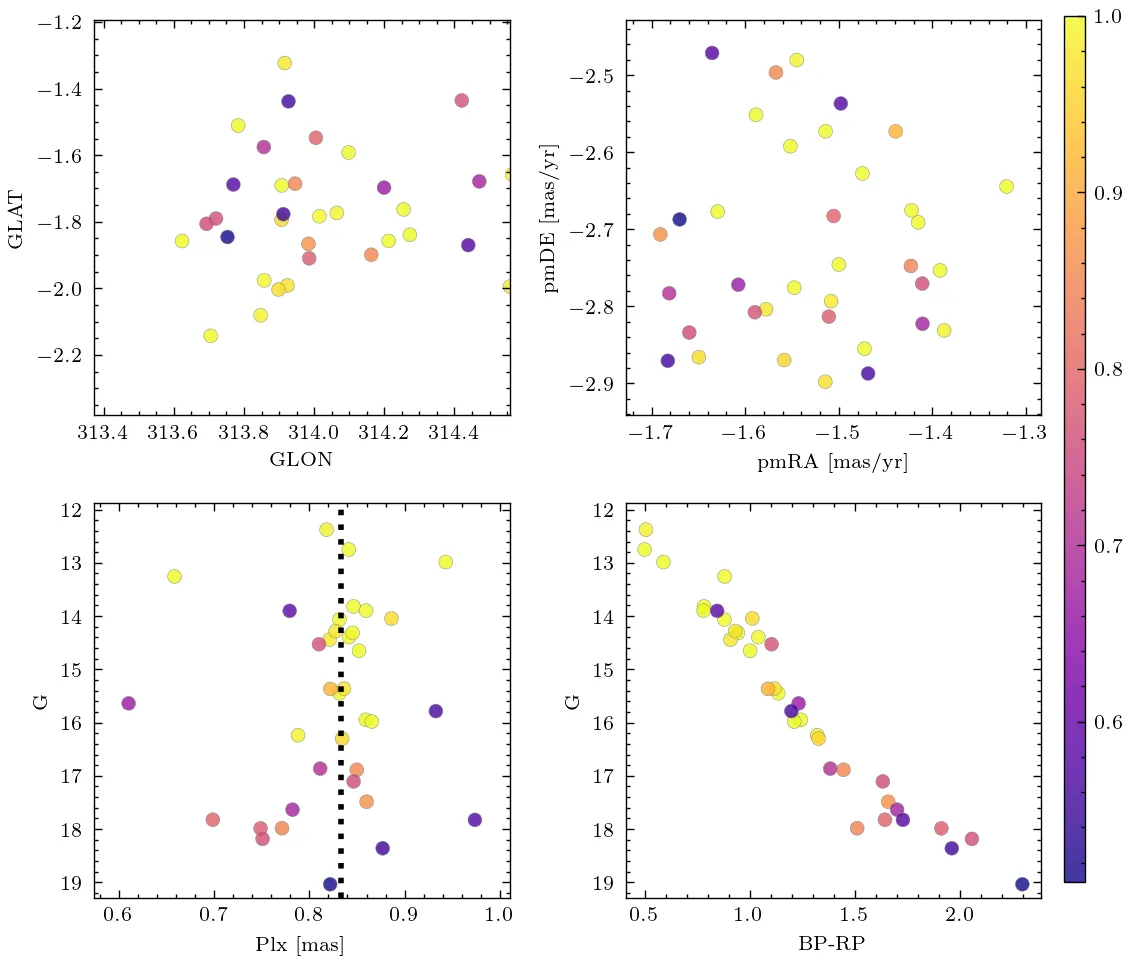 −1.2
−1.4
−1.6
−1.8
−2.0
−2.2
GLAT
313.4 313.6 313.8 314.0 314.2 314.4
GLON
−2.5
−2.6
−2.7
−2.8
−2.9
pmDE [mas/yr]
−1.7 −1.6 −1.5 −1.4 −1.3
pmRA [mas/yr]
1.0
0.9
0.8
0.7
0.6
12
13
14
15
16
17
18
19
G
0.6 0.7 0.8 0.9 1.0
Plx [mas]
12
13
14
15
16
17
18
19
G
0.5 1.0 1.5 2.0
BP-RP